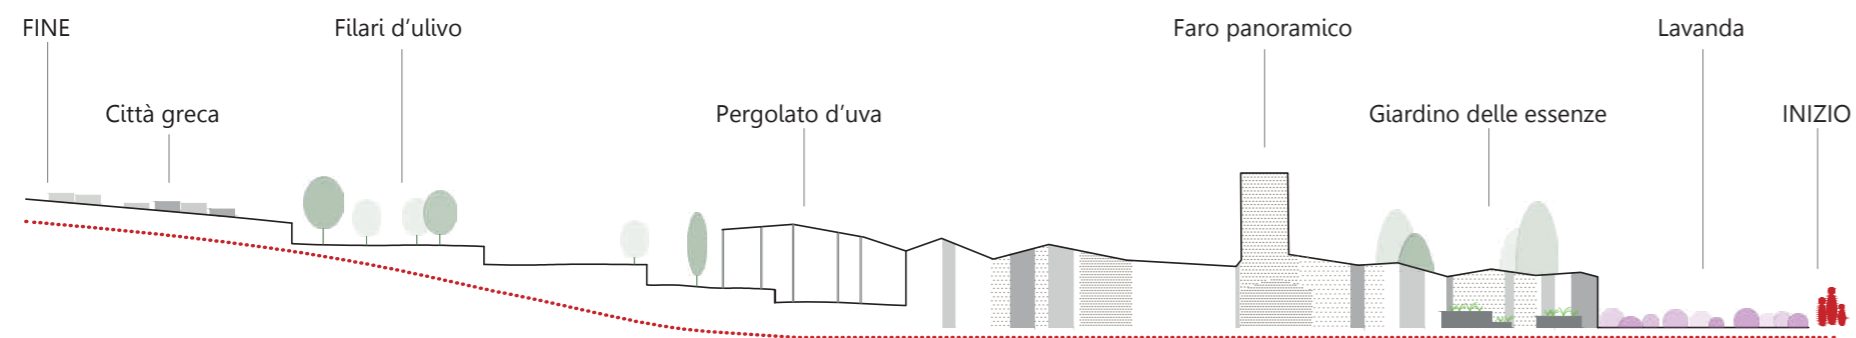 FINE
Filari d’ulivo
Faro panoramico
Lavanda
Città greca
Pergolato d’uva
Giardino delle essenze
INIZIO